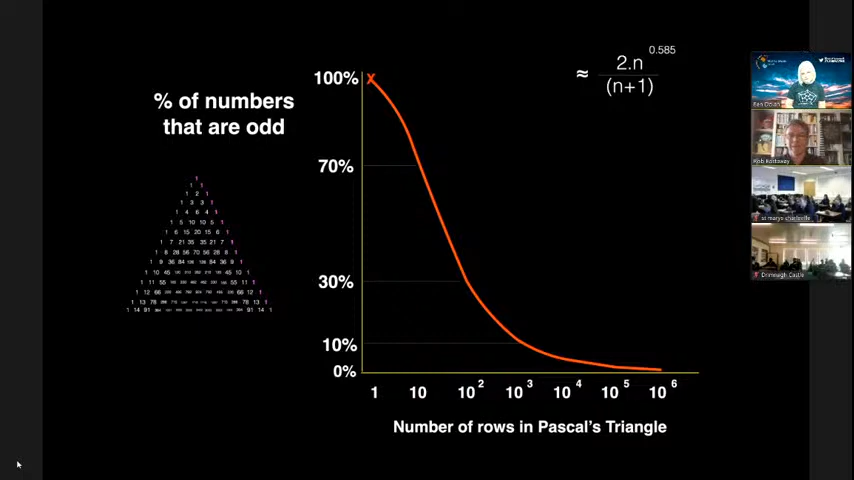 % of numbers
that are odd
100%
70%
30%
10%
0%
≈ 2.n^0.585 / (n+1)
1 10 10^2 10^3 10^4 10^5 10^6
Number of rows in Pascal's Triangle
X
1
1 1
1 2 1
1 3 3 1
1 4 6 4 1
1 5 10 10 5 1
1 6 15 20 15 6 1
1 7 21 35 35 21 7 1
1 8 28 56 70 56 28 8 1
1 9 36 84 84 36 9 1
1 10 45 45 10 1
1 11 55 55 11 1
1 12 66 66 12 1
1 13 78 78 13 1
1 14 91 91 14 1
st marys charleville
Drimnagh Castle